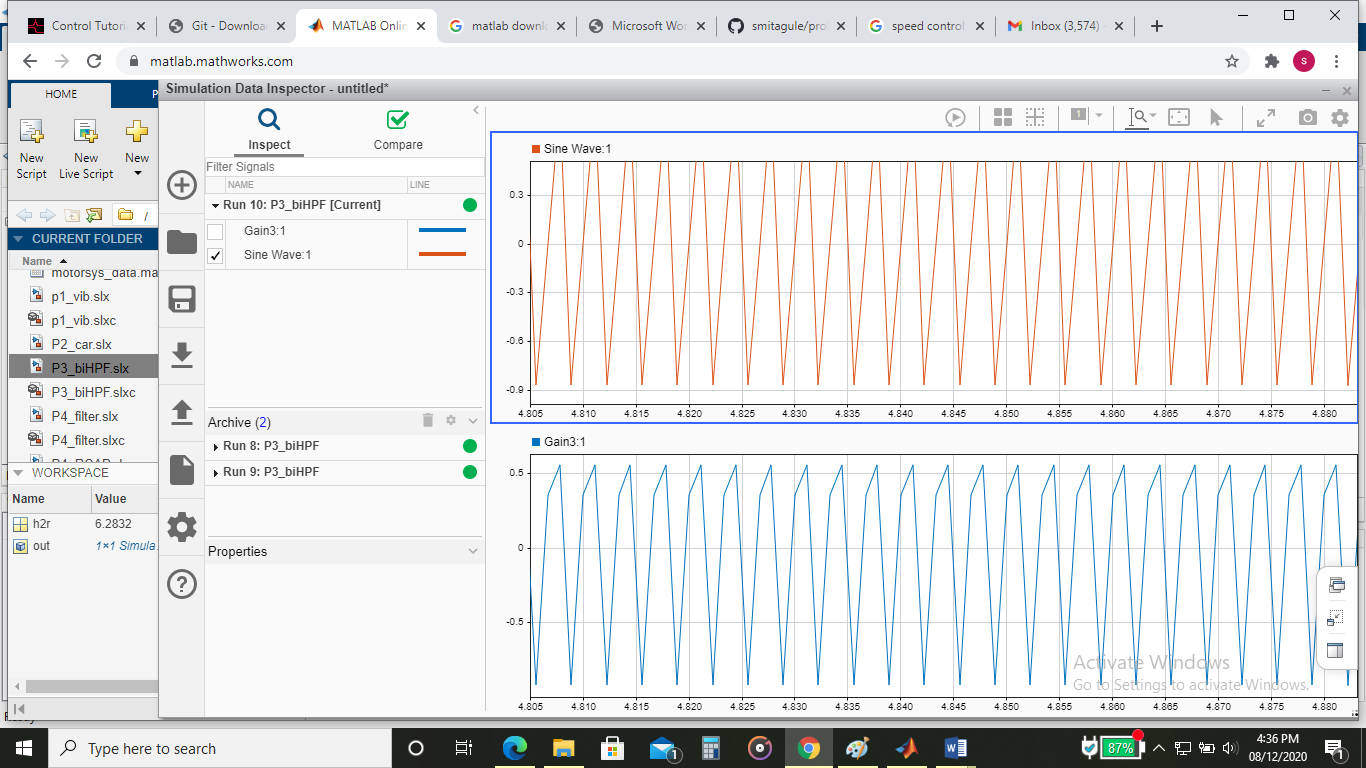 Control Tutoria
Git - Downloa
MATLAB Onlin
matlab downl
Microsoft Wor
smitagule/pro
speed control
Inbox (3,574) -
matlab.mathworks.com
s
HOME
P
Simulation Data Inspector - untitled*
New Script
New Live Script
New
/
CURRENT FOLDER
Name
motorsys_data.ma
p1_vib.slx
p1_vib.slxc
P2_car.slx
P3_biHPF.slx
P3_biHPF.slxc
P4_filter.slx
P4_filter.slxc
WORKSPACE
Name Value
h2r 6.2832
out 1×1 Simula
Inspect
Compare
Filter Signals
NAME LINE
Run 10: P3_biHPF [Current]
Gain3:1
Sine Wave:1
Archive (2)
Run 8: P3_biHPF
Run 9: P3_biHPF
Properties
1
Sine Wave:1
0.3
0
-0.3
-0.6
-0.9
4.805 4.810 4.815 4.820 4.825 4.830 4.835 4.840 4.845 4.850 4.855 4.860 4.865 4.870 4.875 4.880
Gain3:1
0.5
0
-0.5
4.805 4.810 4.815 4.820 4.825 4.830 4.835 4.840 4.845 4.850 4.855 4.860 4.865 4.870 4.875 4.880
Activate Windows
Go to Settings to activate Windows.
Type here to search
1
87%
4:36 PM
08/12/2020
1